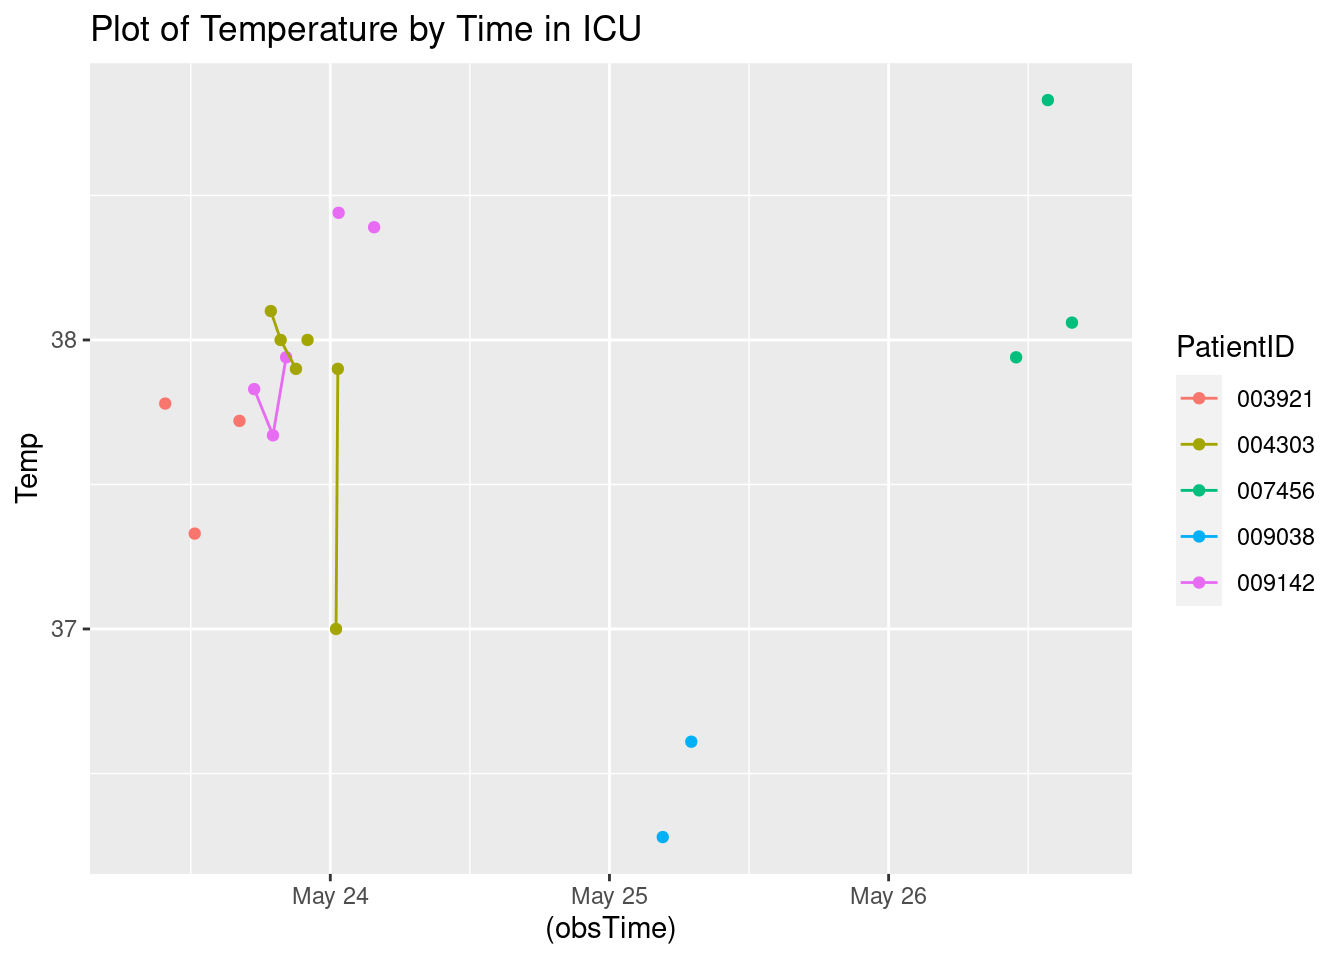 Plot of Temperature by Time in ICU
38
37
Temp
May 24
May 25
May 26
(obsTime)
PatientID
003921
004303
007456
009038
009142